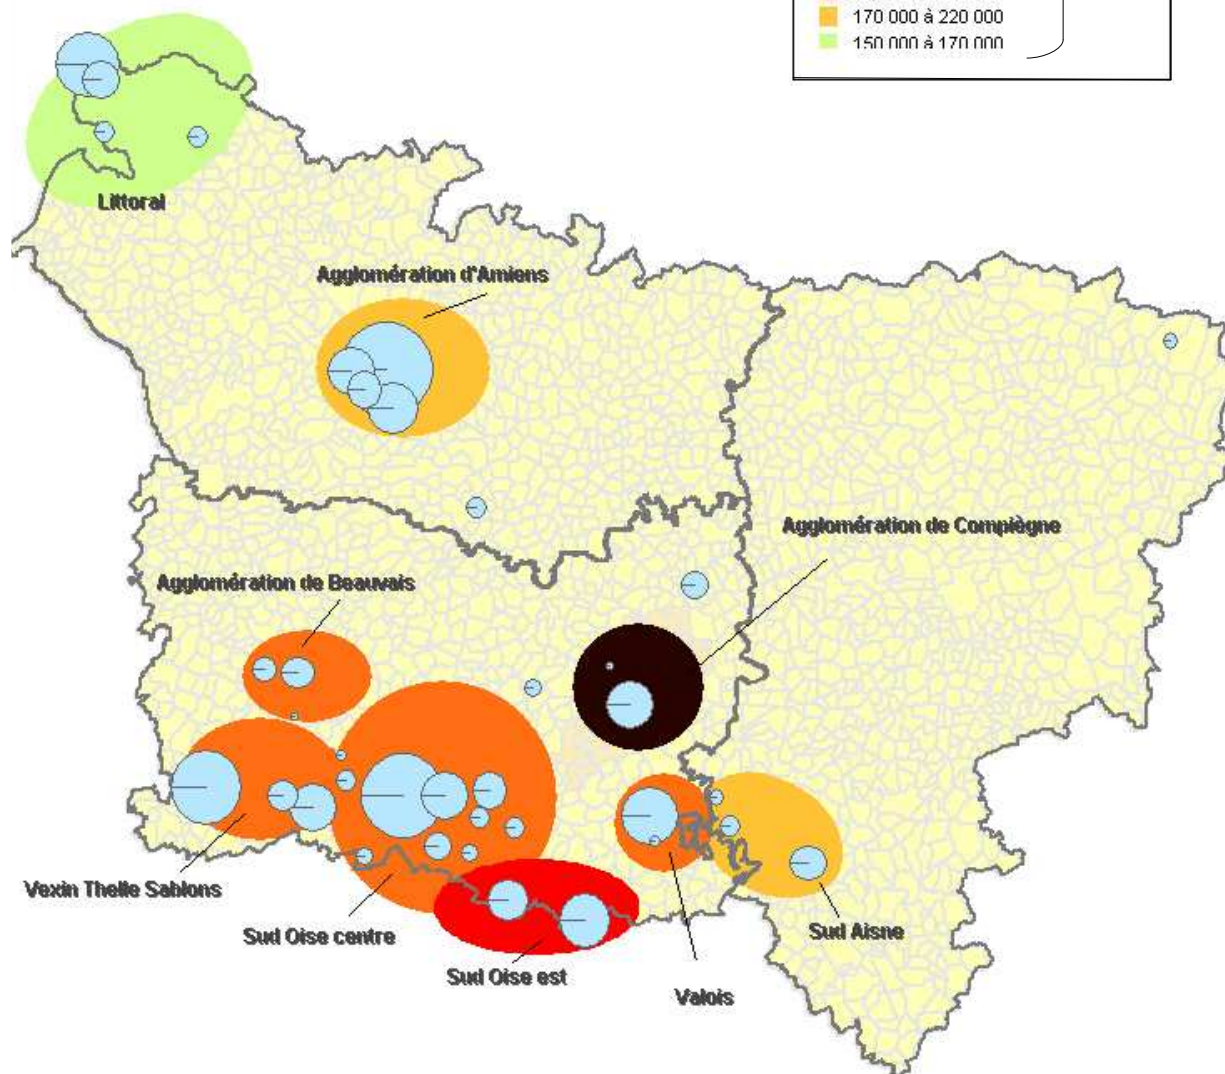 170 000 à 220 000
150 000 à 170 000
Littoral
Agglomération d'Amiens
Agglomération de Compiègne
Agglomération de Beauvais
Vexin Thelle Sablons
Sud Oise centre
Sud Oise est
Valois
Sud Aisne